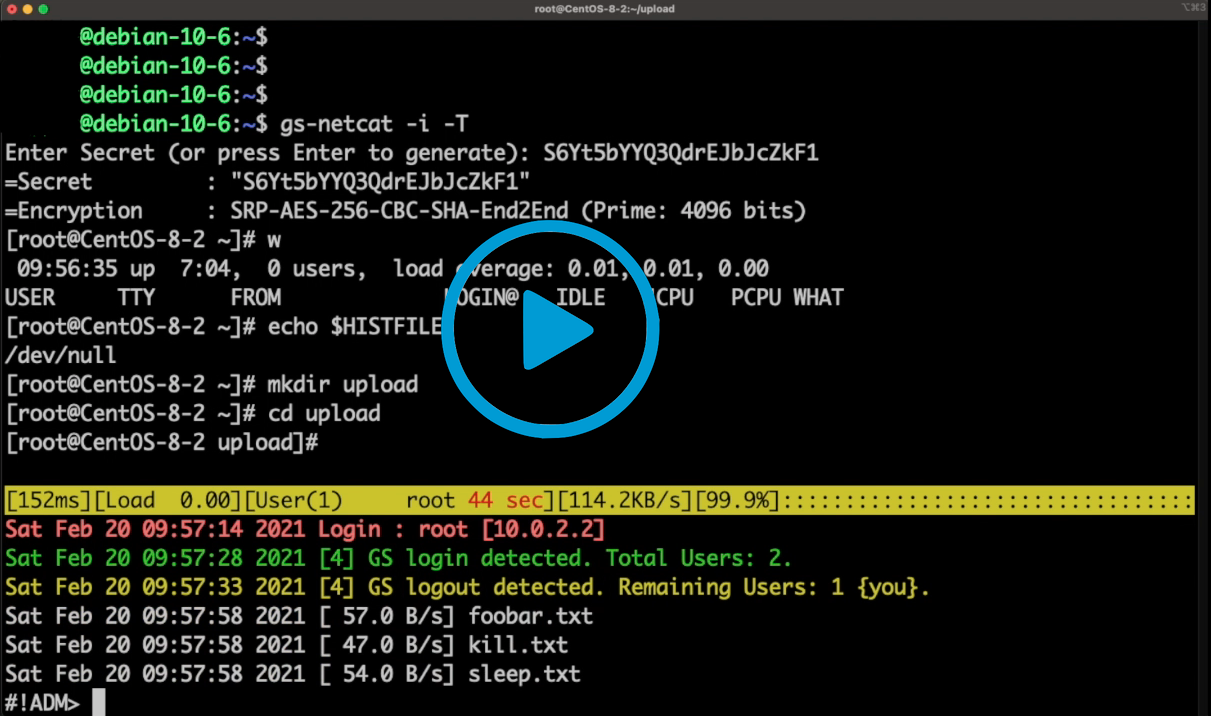 root@CentOS-8-2:~/upload
⌥⌘3
@debian-10-6:~$
@debian-10-6:~$
@debian-10-6:~$
@debian-10-6:~$ gs-netcat -i -T
Enter Secret (or press Enter to generate): S6Yt5bYYQ3QdrEJbJcZkF1
=Secret         : "S6Yt5bYYQ3QdrEJbJcZkF1"
=Encryption     : SRP-AES-256-CBC-SHA-End2End (Prime: 4096 bits)
[root@CentOS-8-2 ~]# w
 09:56:35 up  7:04,  0 users,  load average: 0.01, 0.01, 0.00
USER     TTY      FROM             LOGIN@   IDLE   JCPU   PCPU WHAT
[root@CentOS-8-2 ~]# echo $HISTFILE
/dev/null
[root@CentOS-8-2 ~]# mkdir upload
[root@CentOS-8-2 ~]# cd upload
[root@CentOS-8-2 upload]#
[152ms][Load  0.00][User(1)     root 44 sec][114.2KB/s][99.9%]:::::::::::::::::::::::::::::::::
Sat Feb 20 09:57:14 2021 Login : root [10.0.2.2]
Sat Feb 20 09:57:28 2021 [4] GS login detected. Total Users: 2.
Sat Feb 20 09:57:33 2021 [4] GS logout detected. Remaining Users: 1 {you}.
Sat Feb 20 09:57:58 2021 [ 57.0 B/s] foobar.txt
Sat Feb 20 09:57:58 2021 [ 47.0 B/s] kill.txt
Sat Feb 20 09:57:58 2021 [ 54.0 B/s] sleep.txt
#!ADM>